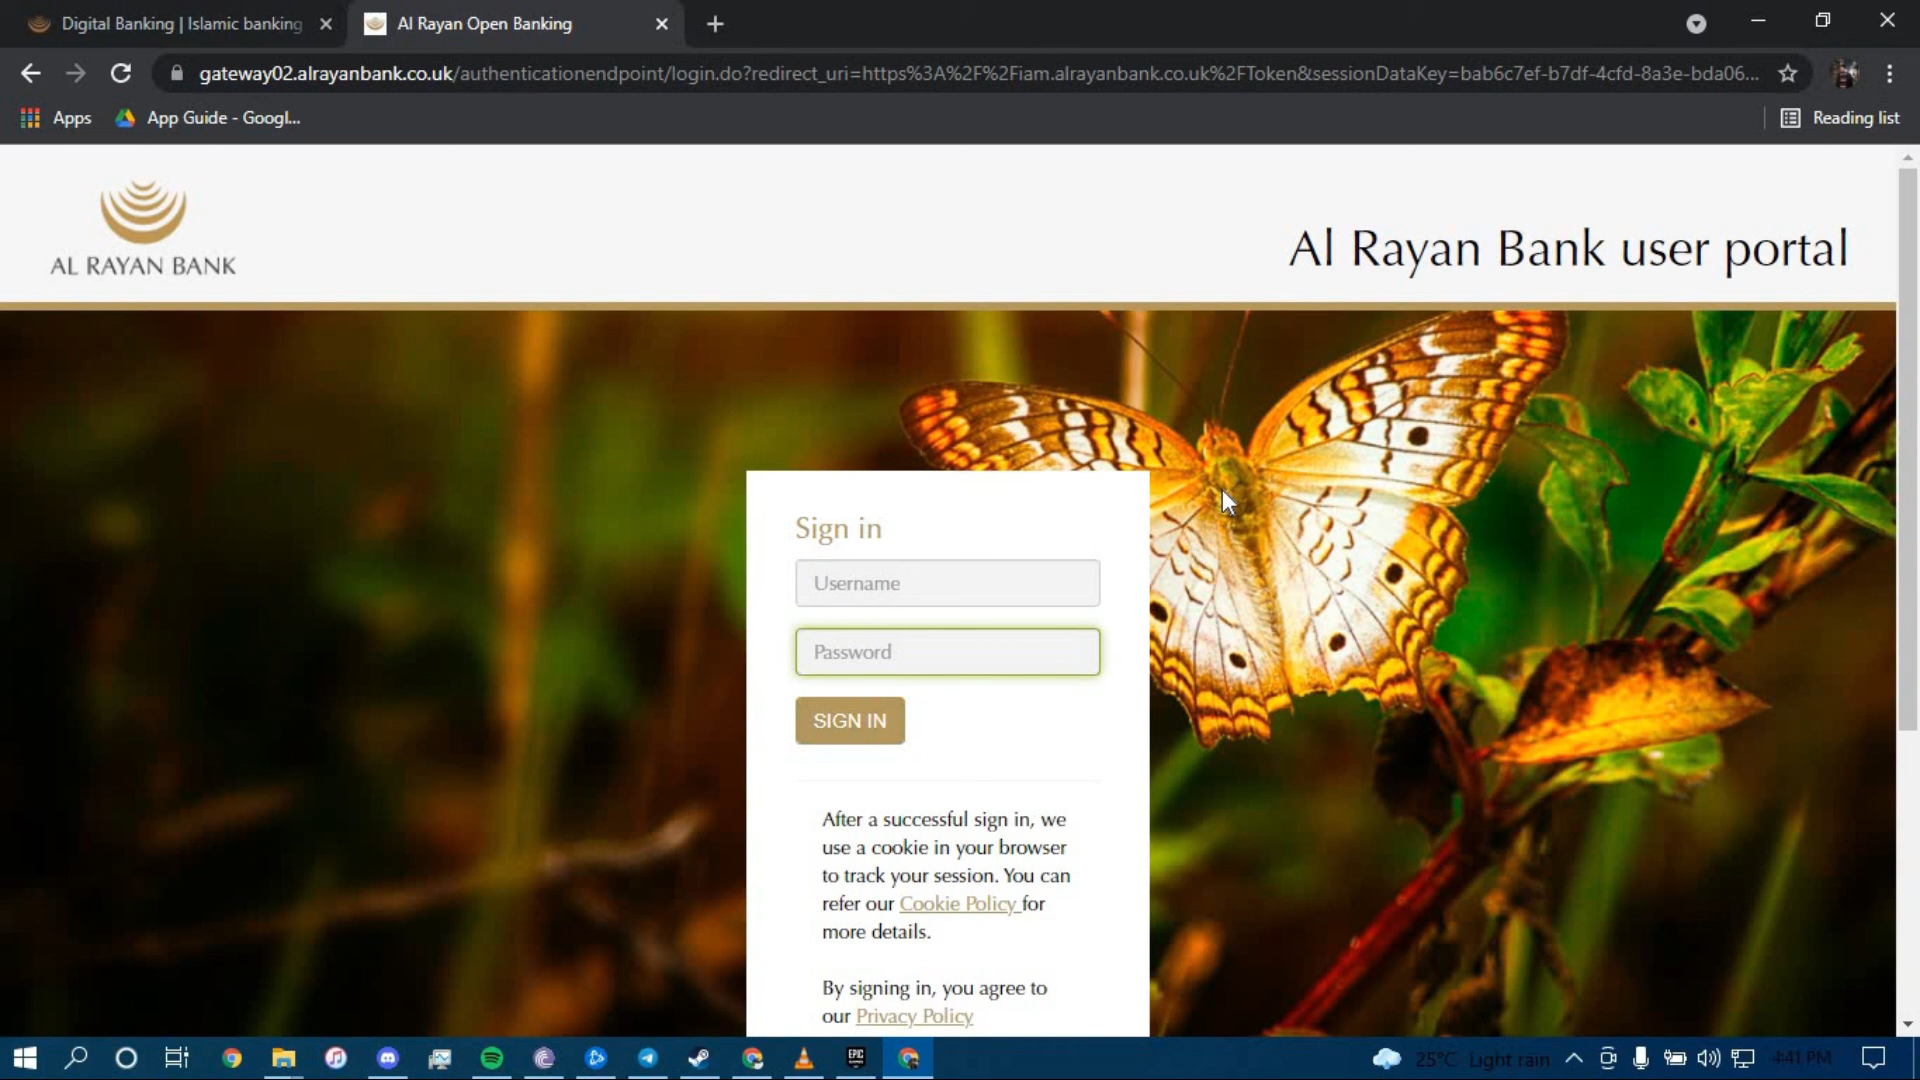 Digital Banking | Islamic banking
Al Rayan Open Banking
gateway02.alrayanbank.co.uk/authenticationendpoint/login.do?redirect_uri=https%3A%2F%2Fiam.alrayanbank.co.uk%2FToken&sessionDataKey=bab6c7ef-b7df-4cfd-8a3e-bda06...
Apps
App Guide - Googl...
Reading list
AL RAYAN BANK
Al Rayan Bank user portal
Sign in
Username
Password
SIGN IN
After a successful sign in, we
use a cookie in your browser
to track your session. You can
refer our Cookie Policy for
more details.
By signing in, you agree to
our Privacy Policy
EPIC
25°C Light rain
4:41 PM